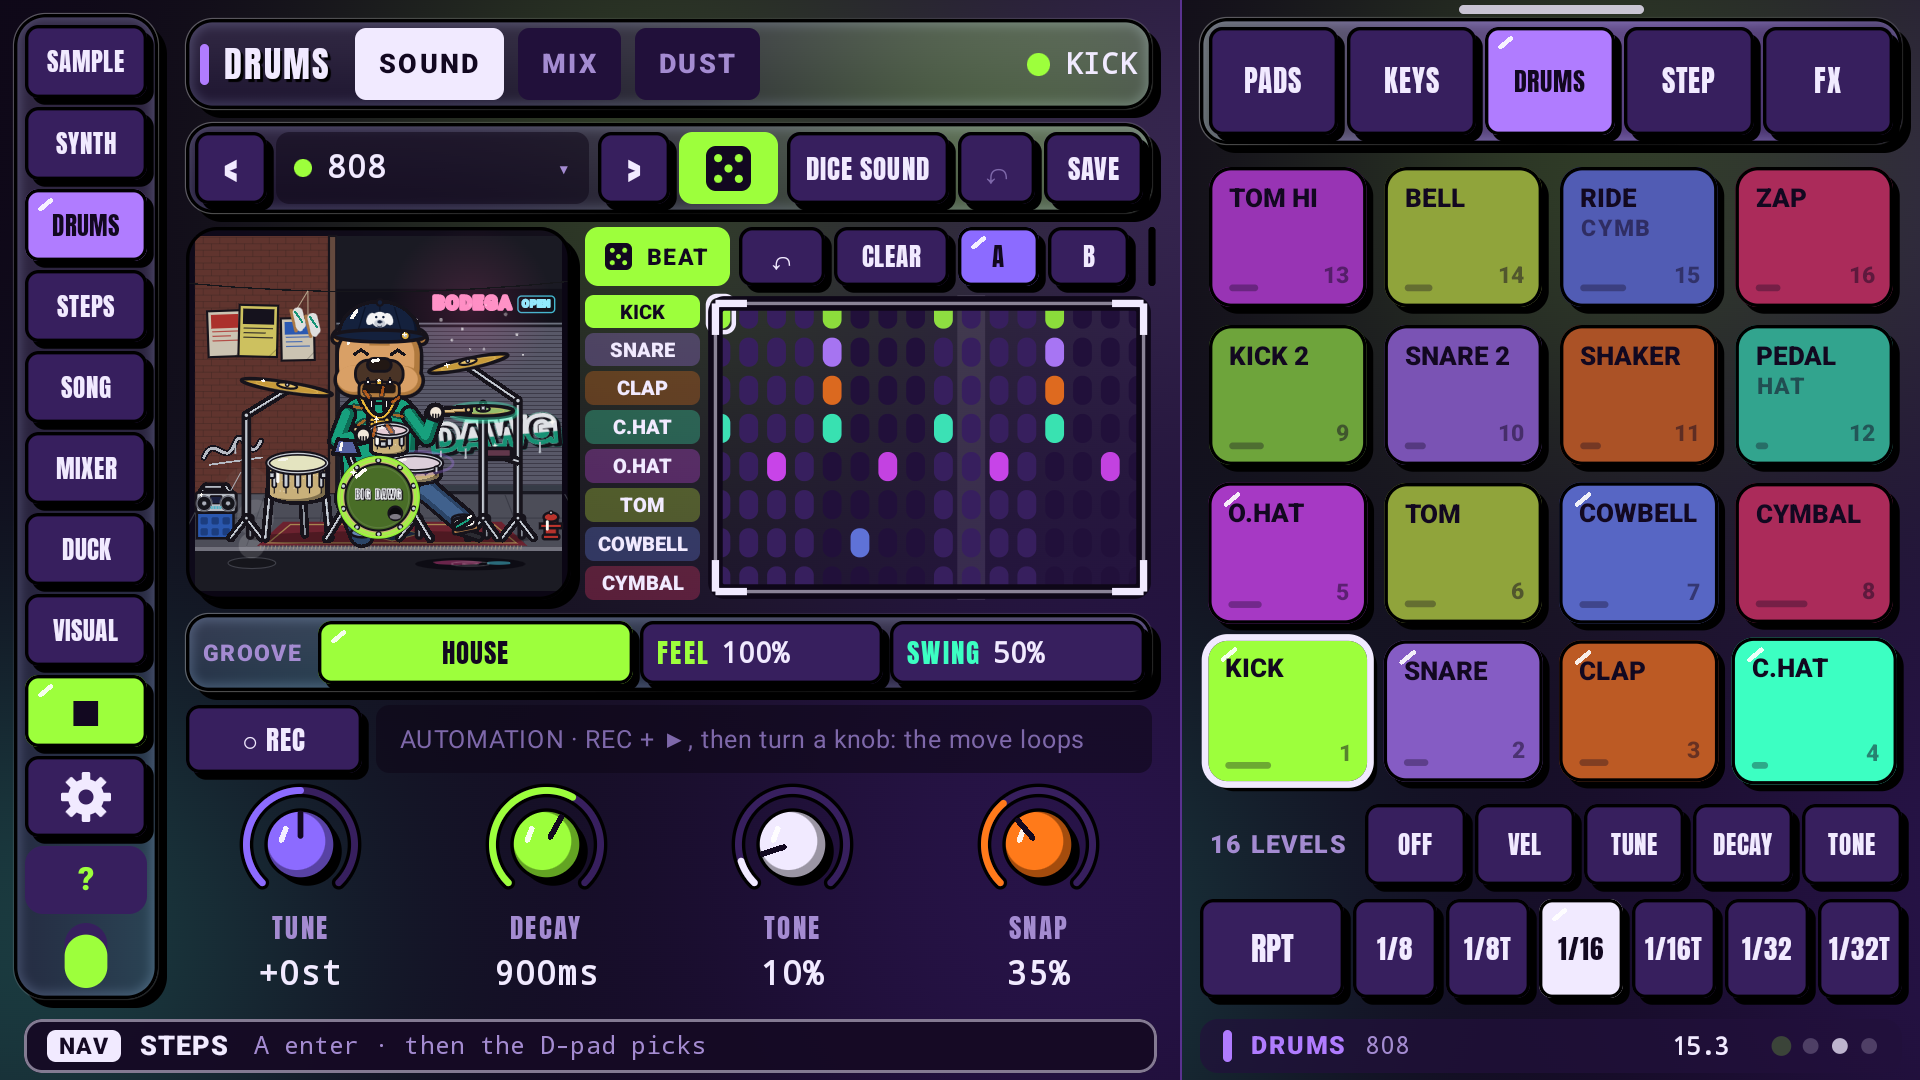 SAMPLE
SYNTH
DRUMS
STEPS
SONG
MIXER
DUCK
VISUAL
?
DRUMS
SOUND
MIX
DUST
KICK
<
808
>
DICE SOUND
SAVE
BODEGA
OPEN
DAWG
BIG DAWG
BEAT
CLEAR
A
B
KICK
SNARE
CLAP
C.HAT
O.HAT
TOM
COWBELL
CYMBAL
GROOVE
HOUSE
FEEL 100%
SWING 50%
○ REC
AUTOMATION · REC + ►, then turn a knob: the move loops
TUNE
+0st
DECAY
900ms
TONE
10%
SNAP
35%
NAV STEPS A enter · then the D-pad picks
PADS
KEYS
DRUMS
STEP
FX
TOM HI
13
BELL
14
RIDE
CYMB
15
ZAP
16
KICK 2
9
SNARE 2
10
SHAKER
11
PEDAL
HAT
12
O.HAT
5
TOM
6
COWBELL
7
CYMBAL
8
KICK
1
SNARE
2
CLAP
3
C.HAT
4
16 LEVELS
OFF
VEL
TUNE
DECAY
TONE
RPT
1/8
1/8T
1/16
1/16T
1/32
1/32T
DRUMS 808
15.3